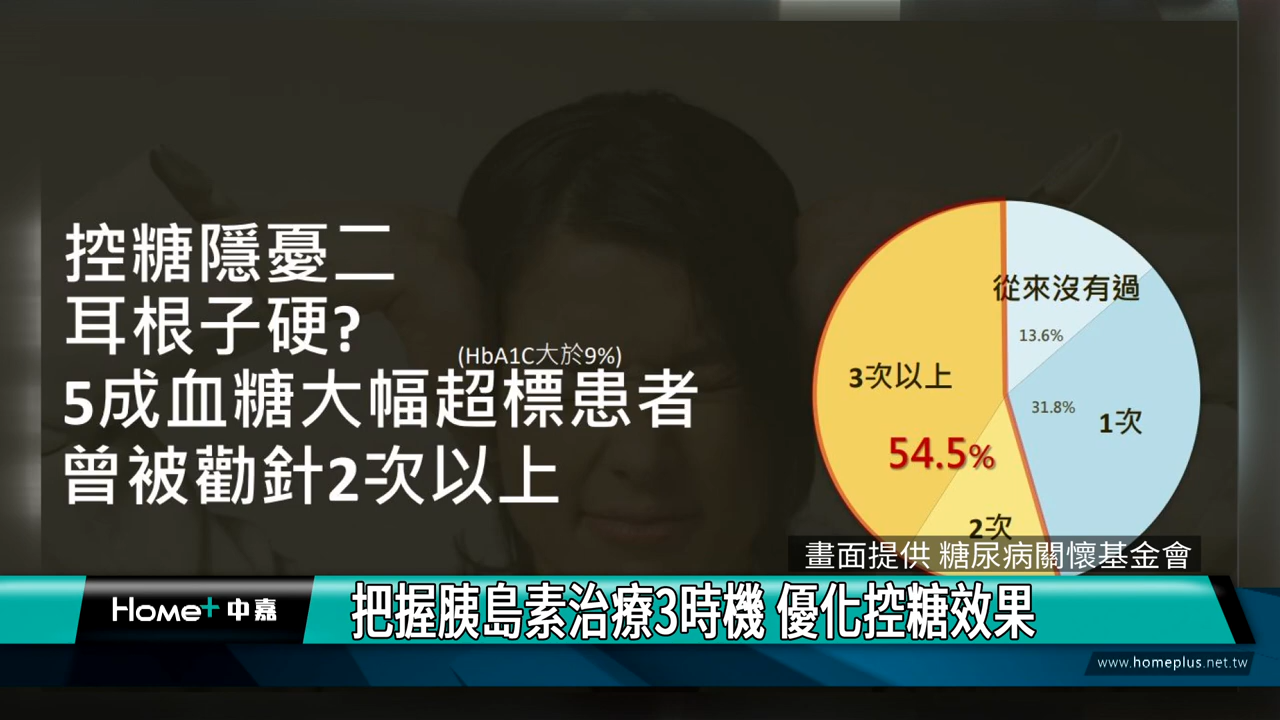 控糖隱憂二
耳根子硬?
(HbA1C大於9%)
5成血糖大幅超標患者
曾被勸針2次以上
從來沒有過
13.6%
3次以上
31.8%
1次
54.5%
2次
畫面提供 糖尿病關懷基金會
Home+ 中嘉
把握胰島素治療3時機 優化控糖效果
www.homeplus.net.tw